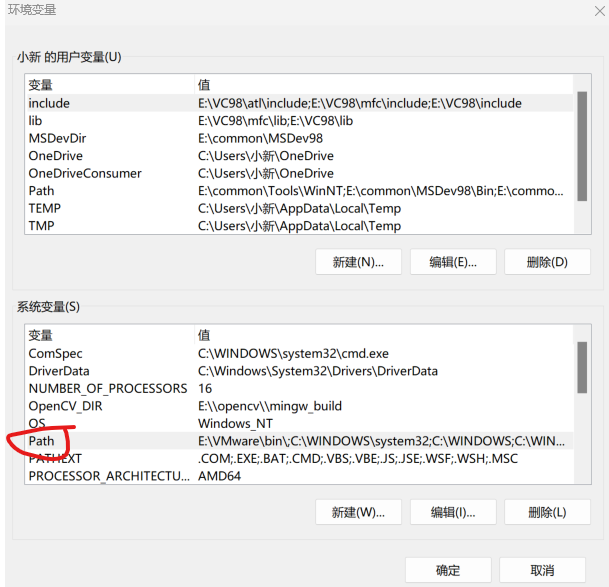 环境变量
小新 的用户变量(U)
变量 值
include E:\VC98\atl\include;E:\VC98\mfc\include;E:\VC98\include
lib E:\VC98\mfc\lib;E:\VC98\lib
MSDevDir E:\common\MSDev98
OneDrive C:\Users\小新\OneDrive
OneDriveConsumer C:\Users\小新\OneDrive
Path E:\common\Tools\WinNT;E:\common\MSDev98\Bin;E:\commo...
TEMP C:\Users\小新\AppData\Local\Temp
TMP C:\Users\小新\AppData\Local\Temp
新建(N)... 编辑(E)... 删除(D)
系统变量(S)
变量 值
ComSpec C:\WINDOWS\system32\cmd.exe
DriverData C:\Windows\System32\Drivers\DriverData
NUMBER_OF_PROCESSORS 16
OpenCV_DIR E:\\opencv\\mingw_build
OS Windows_NT
Path E:\VMware\bin\;C:\WINDOWS\system32;C:\WINDOWS;C:\WIN...
PATHEXT .COM;.EXE;.BAT;.CMD;.VBS;.VBE;.JS;.JSE;.WSF;.WSH;.MSC
PROCESSOR_ARCHITECTU... AMD64
新建(W)... 编辑(I)... 删除(L)
确定 取消